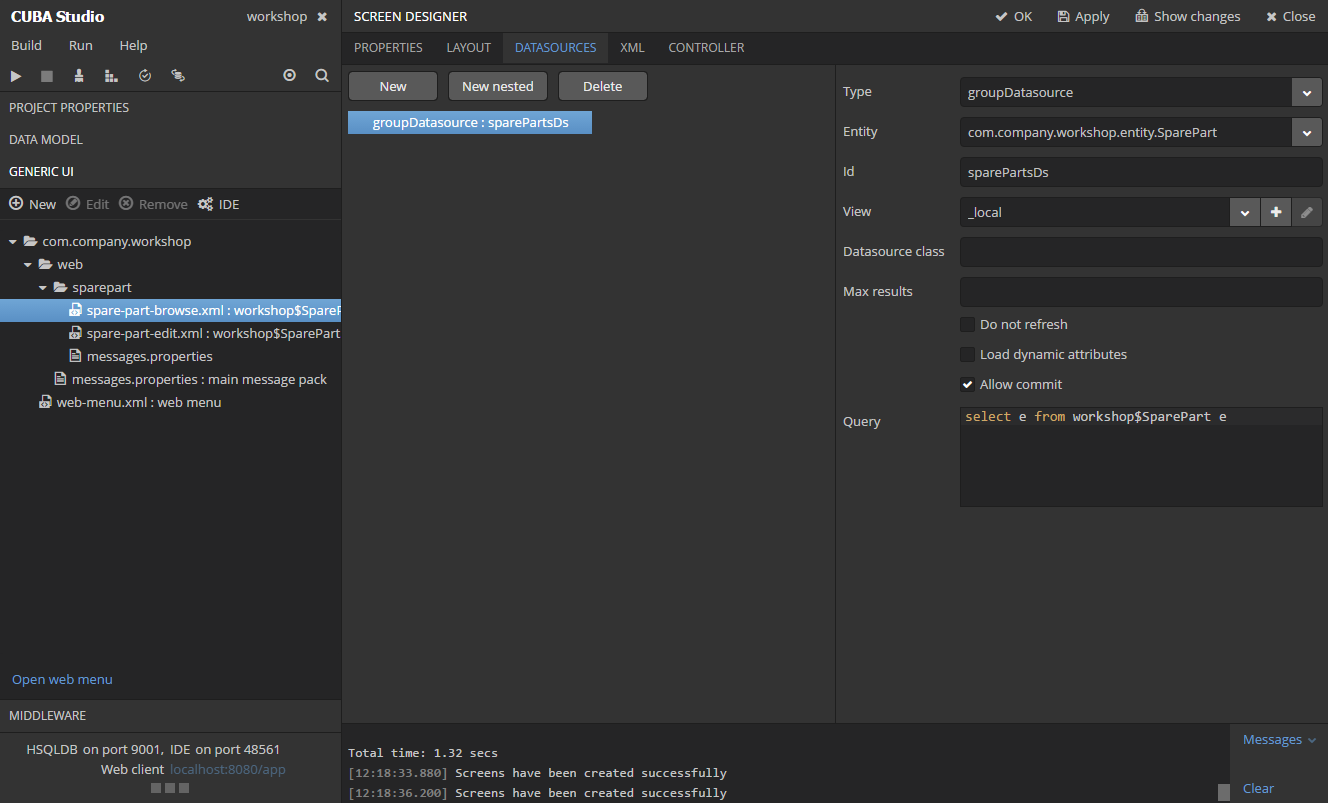 CUBA Studio
workshop
Build Run Help
PROJECT PROPERTIES
DATA MODEL
GENERIC UI
New Edit Remove IDE
com.company.workshop
web
sparepart
spare-part-browse.xml : workshop$SpareP
spare-part-edit.xml : workshop$SparePart
messages.properties
messages.properties : main message pack
web-menu.xml : web menu
Open web menu
MIDDLEWARE
HSQLDB on port 9001, IDE on port 48561
Web client localhost:8080/app
SCREEN DESIGNER
OK Apply Show changes Close
PROPERTIES LAYOUT DATASOURCES XML CONTROLLER
New New nested Delete
groupDatasource : sparePartsDs
Type groupDatasource
Entity com.company.workshop.entity.SparePart
Id sparePartsDs
View _local
Datasource class
Max results
Do not refresh
Load dynamic attributes
Allow commit
Query select e from workshop$SparePart e
Total time: 1.32 secs
[12:18:33.880] Screens have been created successfully
[12:18:36.200] Screens have been created successfully
Messages
Clear